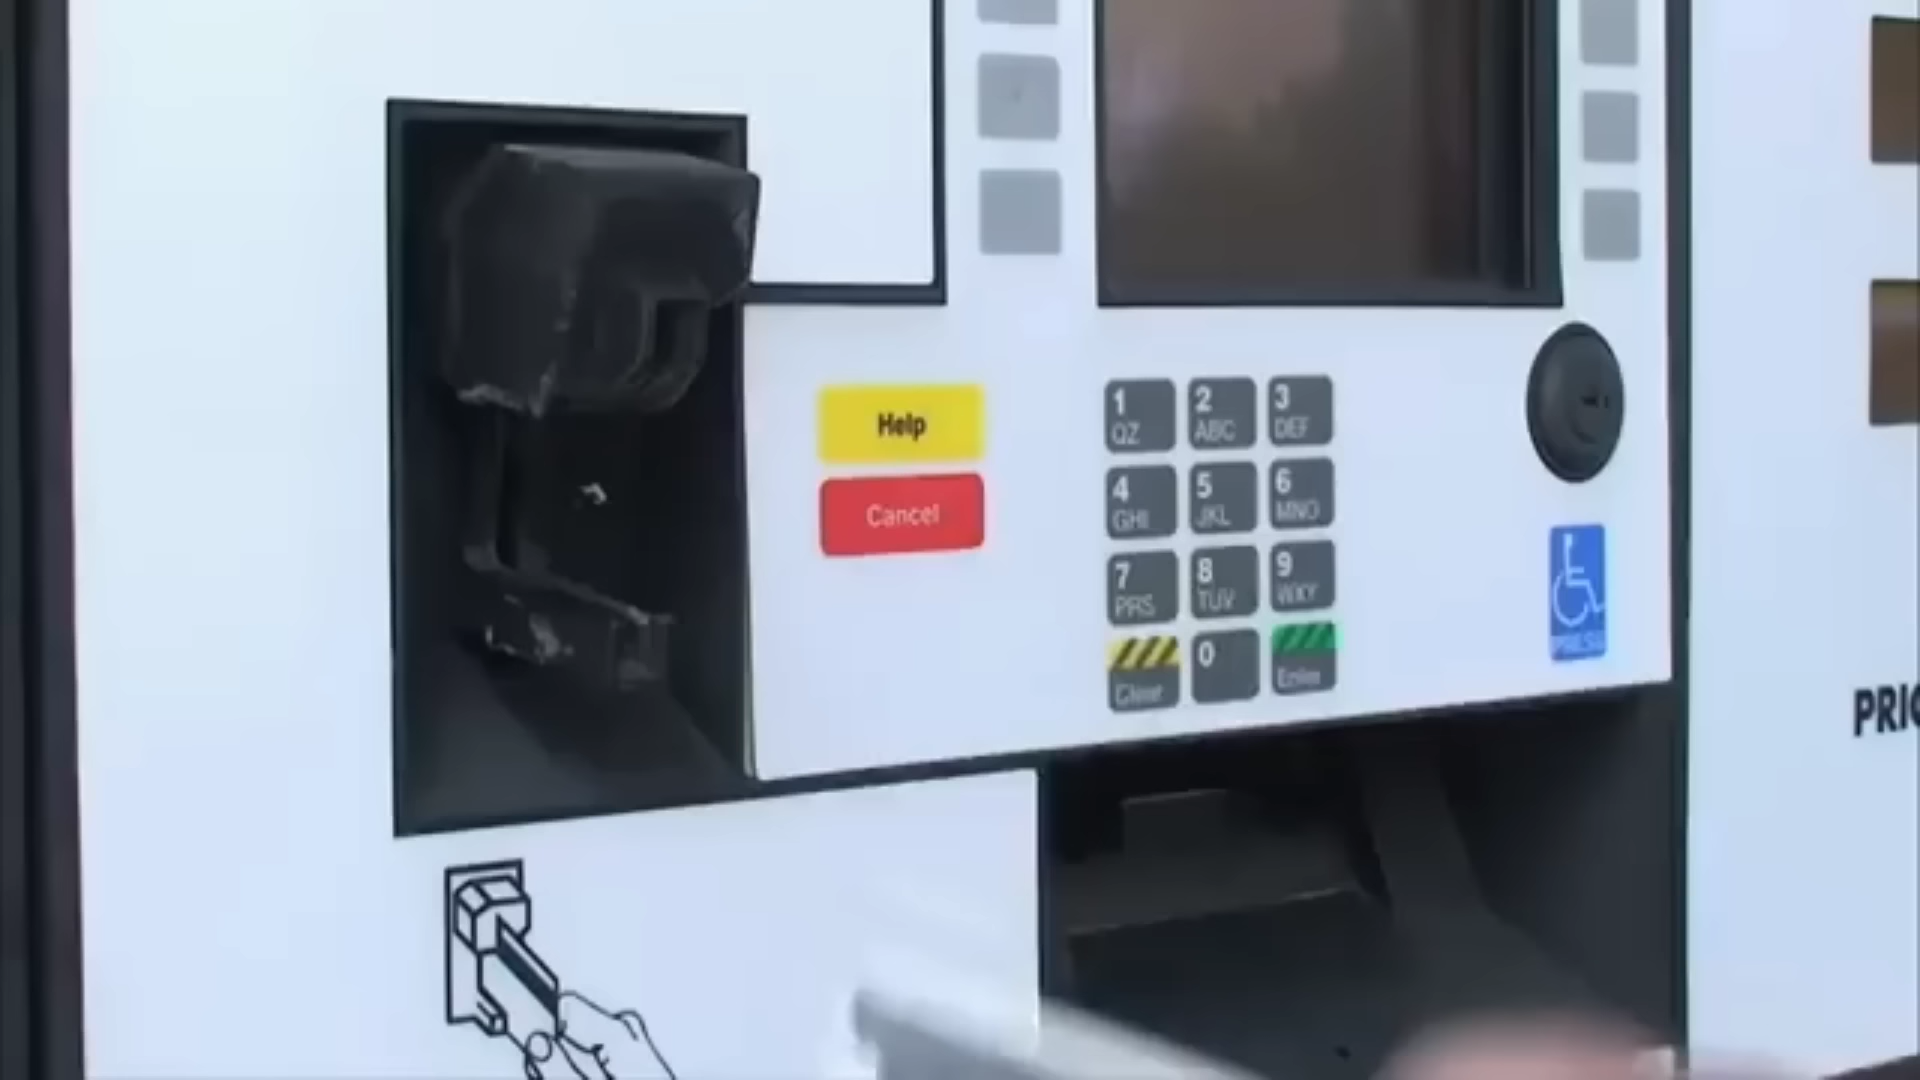 Help
Cancel
1
QZ
2
ABC
3
DEF
4
GHI
5
JKL
6
MNO
7
PRS
8
TUV
9
WXY
Clear
0
Enter